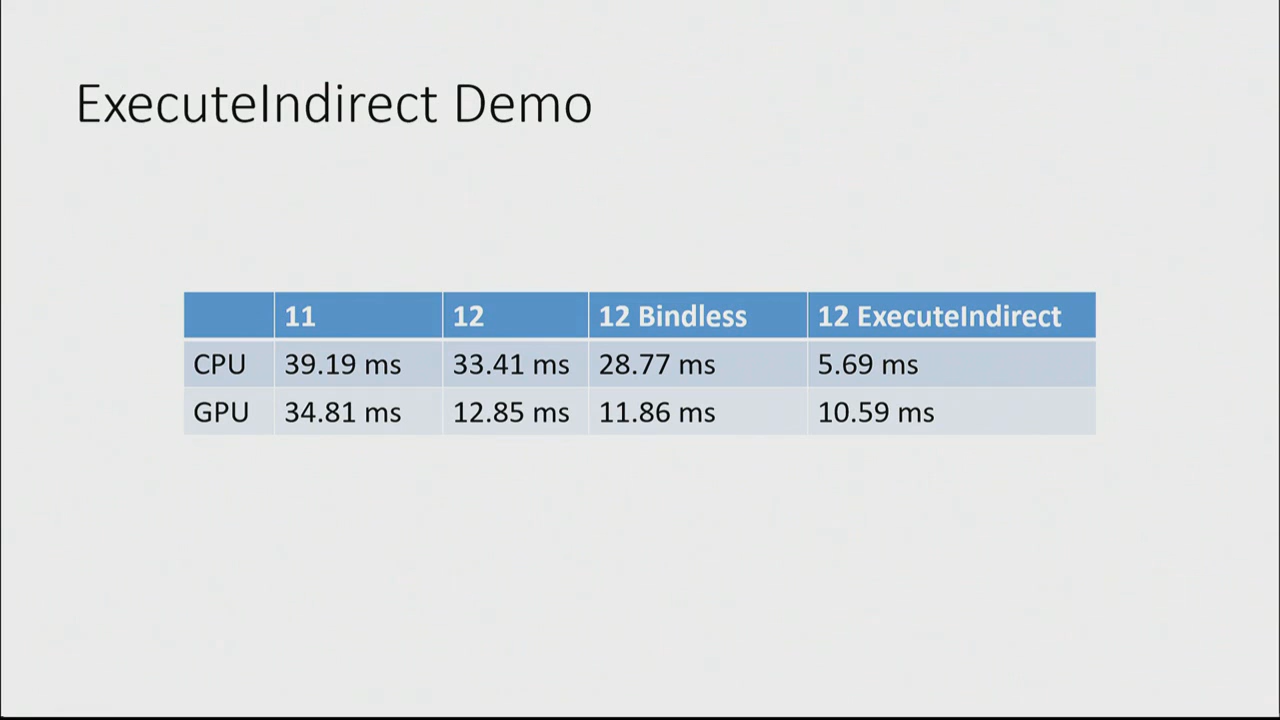 ExecuteIndirect Demo
11 12 12 Bindless 12 ExecuteIndirect
CPU 39.19 ms 33.41 ms 28.77 ms 5.69 ms
GPU 34.81 ms 12.85 ms 11.86 ms 10.59 ms